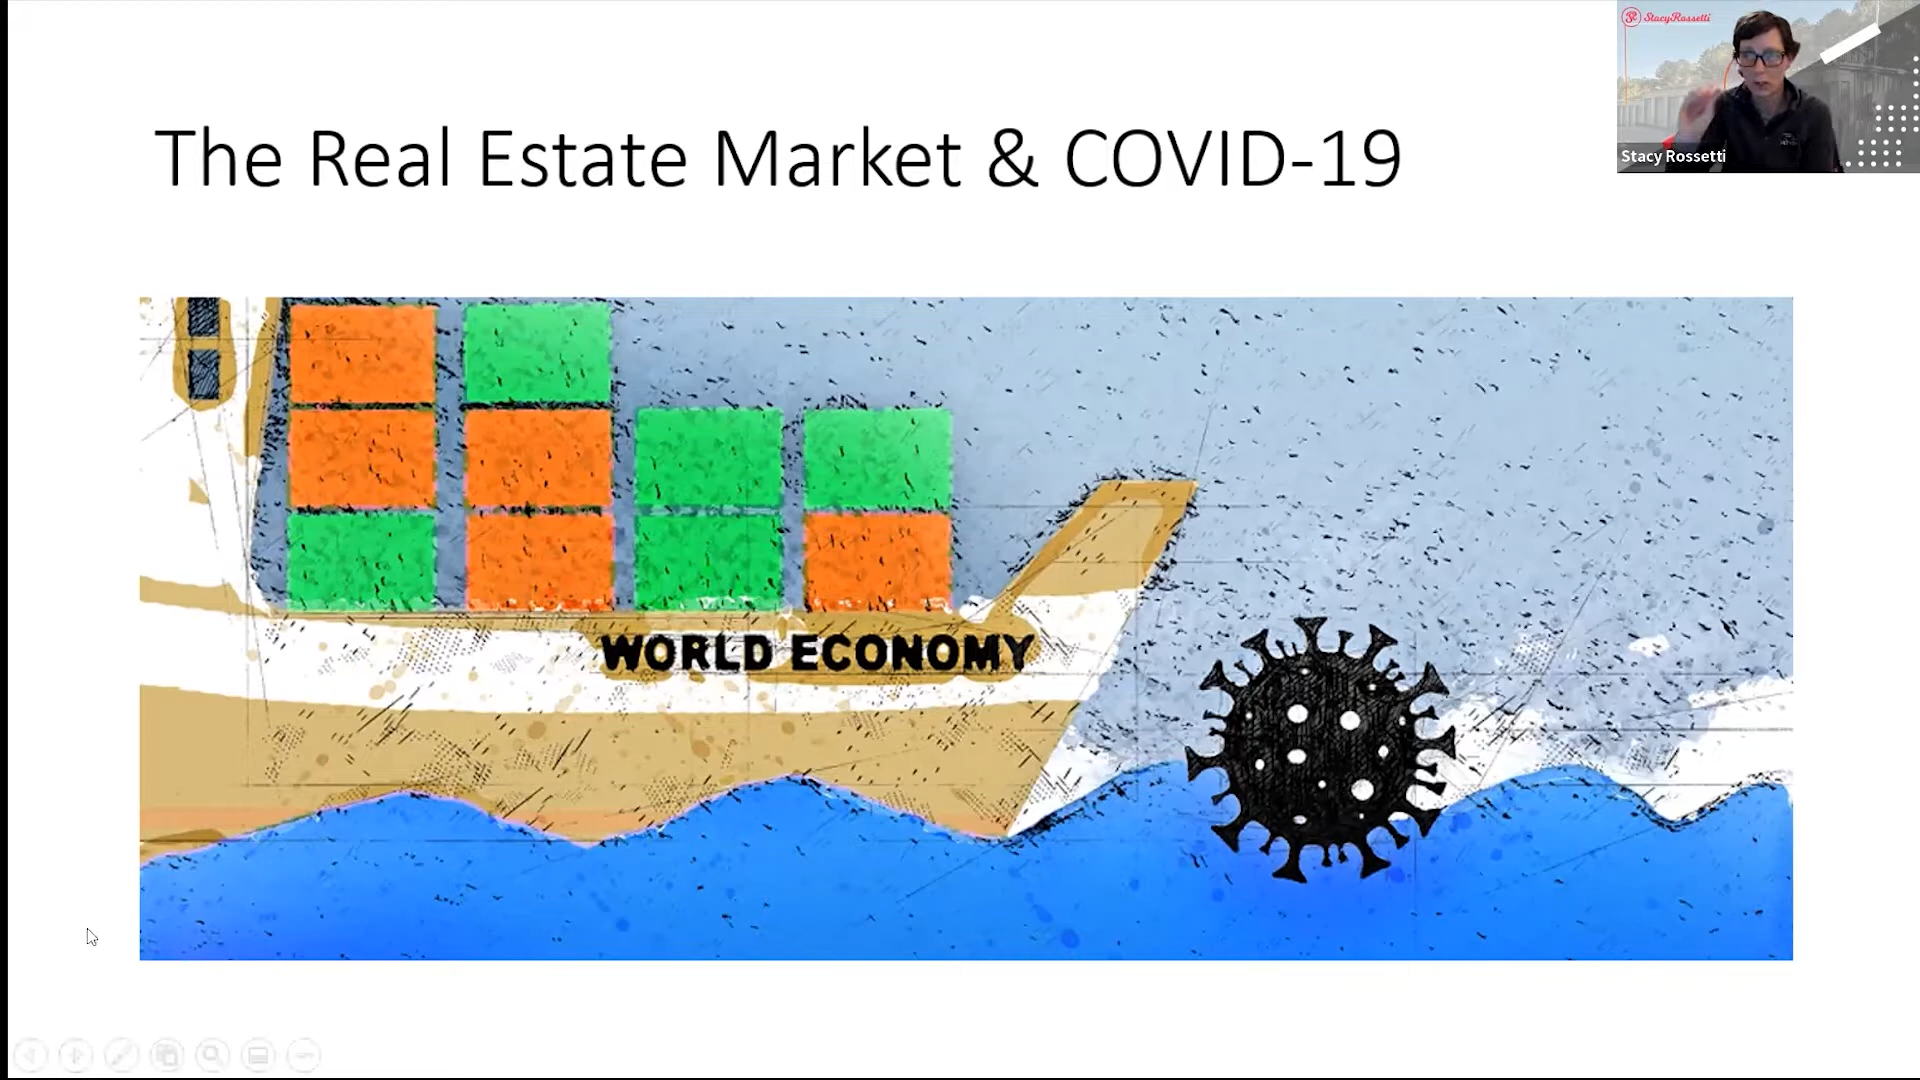 StacyRossetti
Stacy Rossetti
The Real Estate Market & COVID-19
WORLD ECONOMY